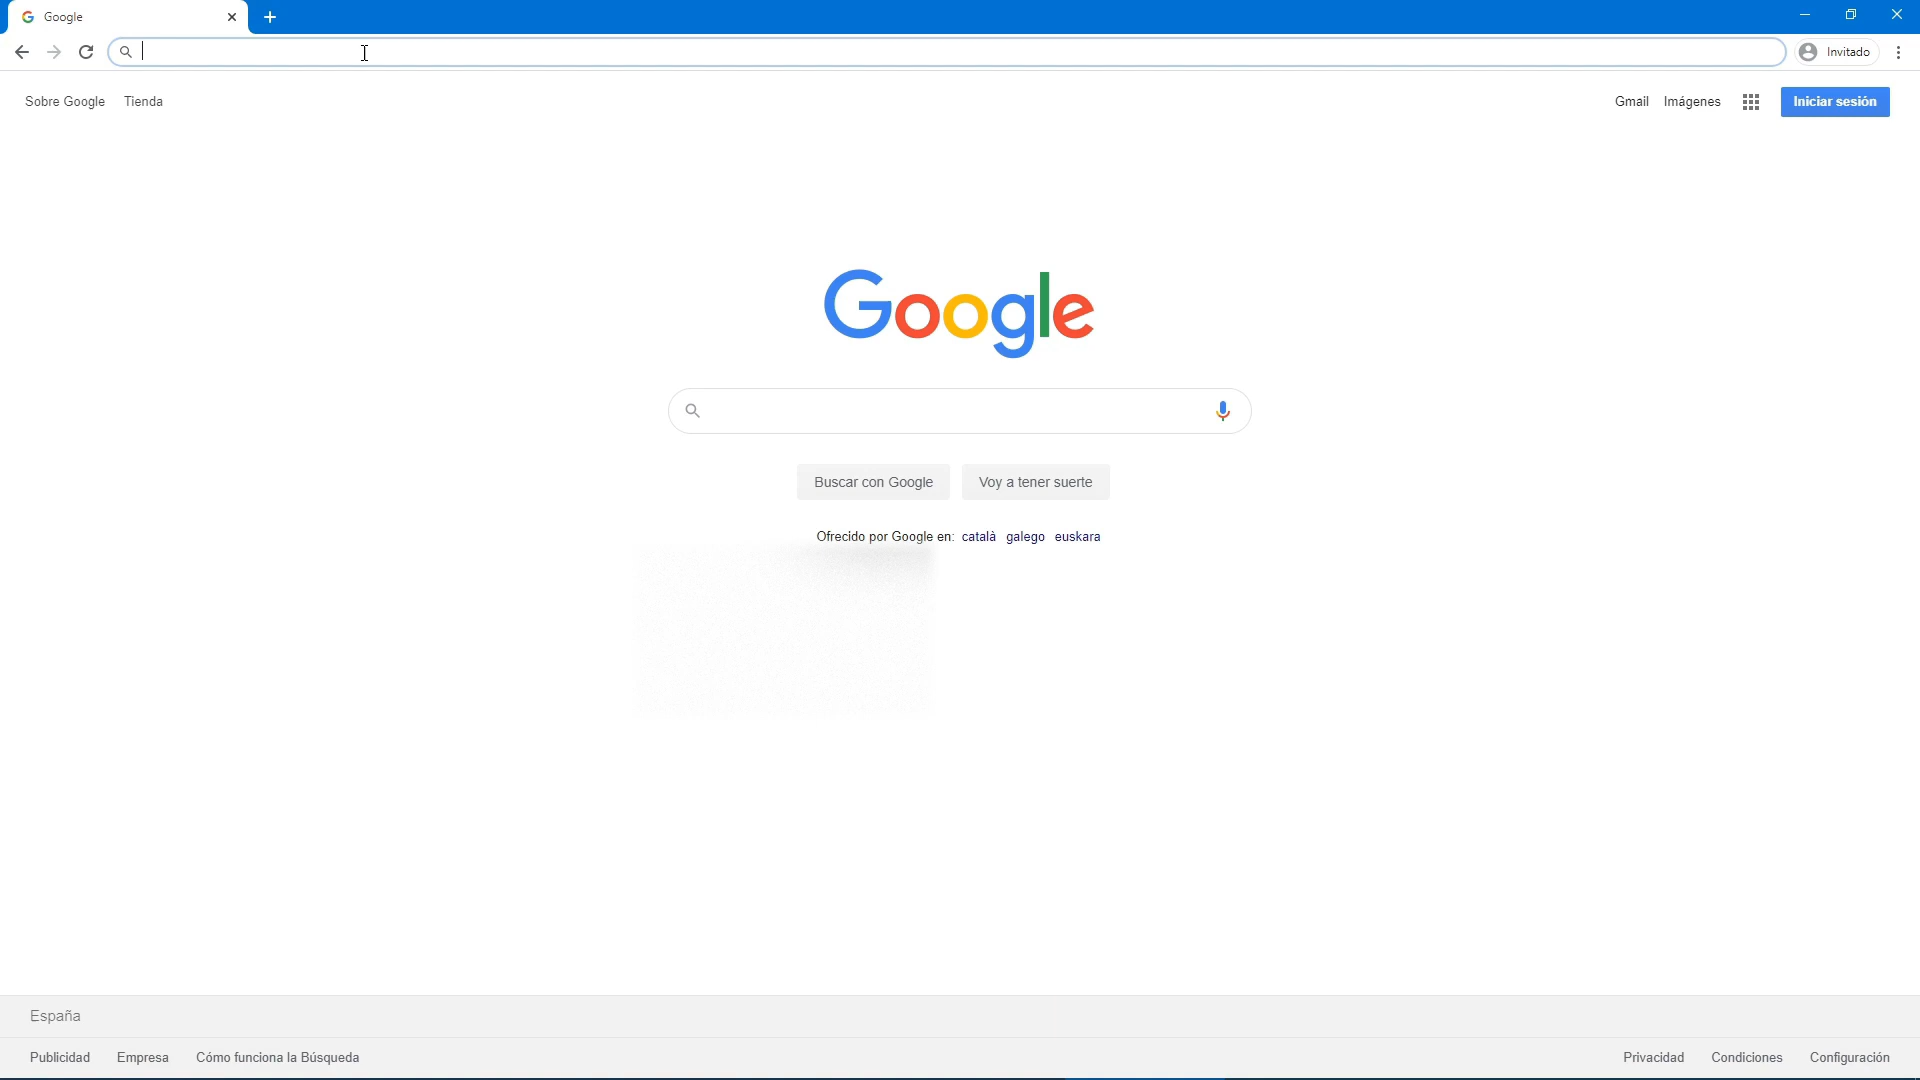 Google
Invitado
Sobre Google Tienda
Gmail Imágenes Iniciar sesión
Google
Buscar con Google Voy a tener suerte
Ofrecido por Google en: català galego euskara
España
Publicidad Empresa Cómo funciona la Búsqueda
Privacidad Condiciones Configuración